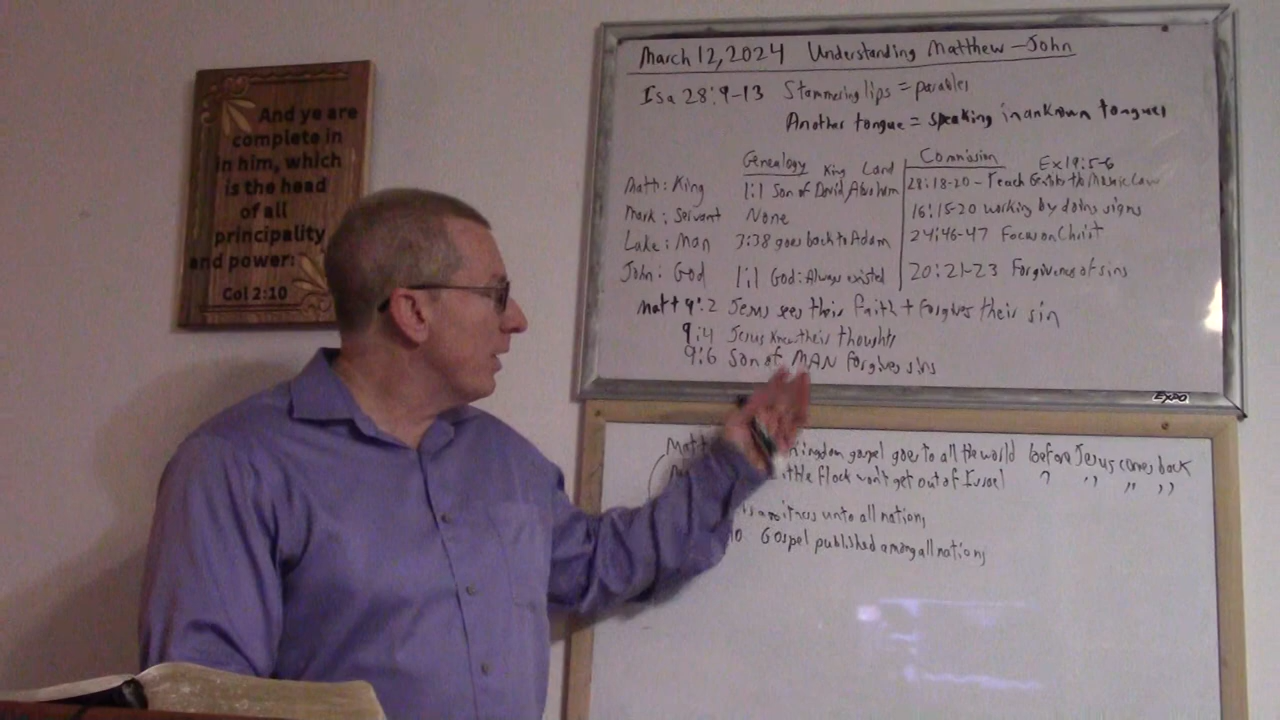 And ye are
complete in
in him, which
is the head
of all
principality
and power:
Col 2:10
March 12, 2024 Understanding Matthew - John
Isa 28:9-13 Stammering lips = parables
Another tongue = speaking in unknown tongues
Genealogy King Land Commission Ex 19:5-6
Matt: King 1:1 Son of David Abraham 28:18-20 - Teach Gentiles the Mosaic Law
Mark: Servant None 16:15-20 working by doing signs
Luke: Man 3:38 goes back to Adam 24:46-47 Focus on Christ
John: God 1:1 God: Always existed 20:21-23 Forgiveness of sins
Matt 9:2 Jesus sees their faith + forgives their sin
9:4 Jesus knew their thoughts
9:6 Son of MAN forgives sins
EXPO
Matt kingdom gospel goes to all the world before Jesus comes back
little flock won't get out of Israel " " " "
witness unto all nations
10 Gospel published among all nations